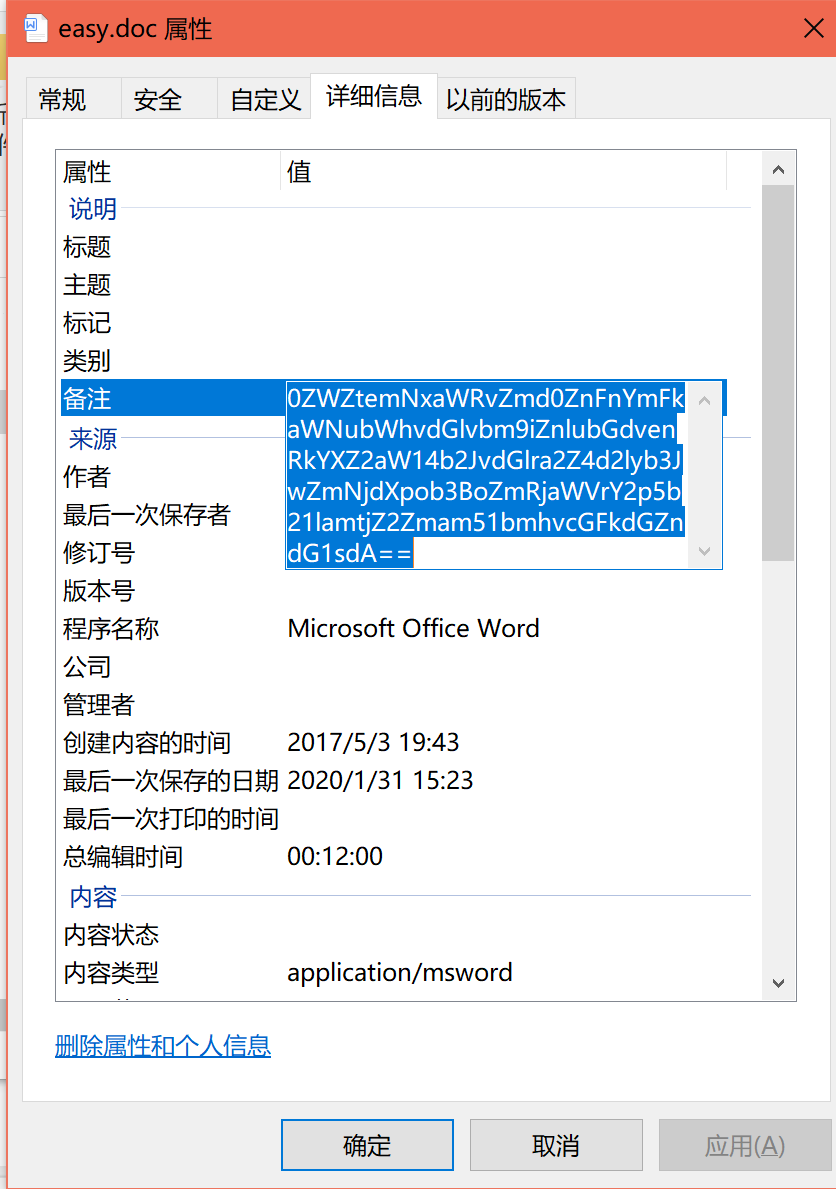 easy.doc 属性
常规 安全 自定义 详细信息 以前的版本
属性 值
说明
标题
主题
标记
类别
备注 0ZWZtemNxaWRvZmd0ZnFnYmFk
aWNubWhvdGlvbm9iZnlubGdven
RkYXZ2aW14b2JvdGlra2Z4d2lyb3J
wZmNjdXpob3BoZmRjaWVrY2p5b
21lamtjZ2Zmam51bmhvcGFkdGZn
dG1sdA==
来源
作者
最后一次保存者
修订号
版本号
程序名称 Microsoft Office Word
公司
管理者
创建内容的时间 2017/5/3 19:43
最后一次保存的日期 2020/1/31 15:23
最后一次打印的时间
总编辑时间 00:12:00
内容
内容状态
内容类型 application/msword
删除属性和个人信息
确定 取消 应用(A)